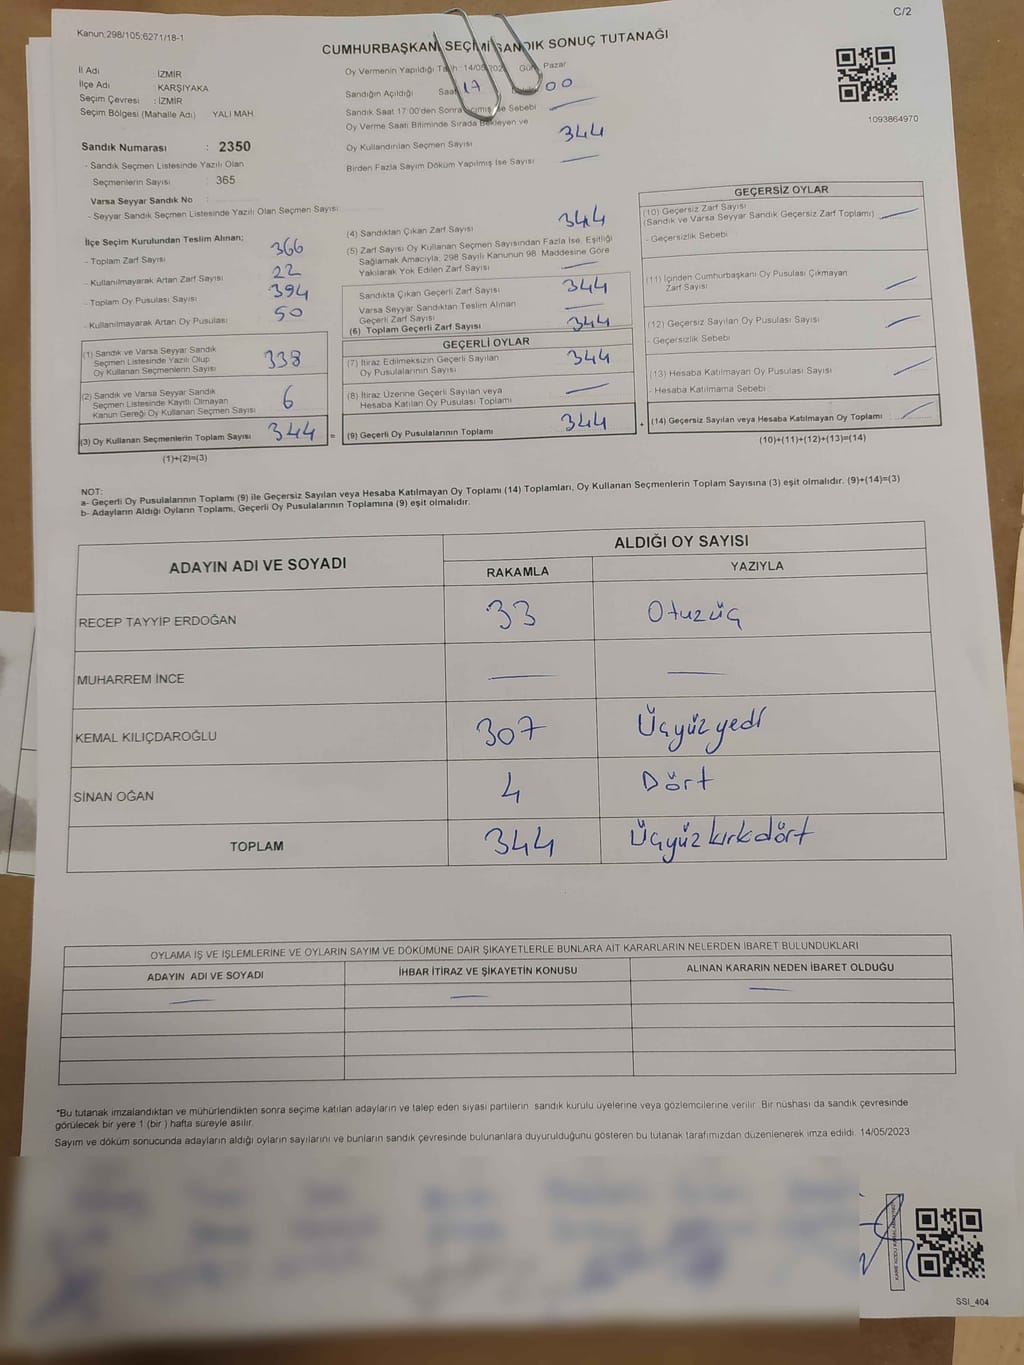 Kanun;298/105;6271/18-1
C/2
CUMHURBAŞKANI SEÇİMİ SANDIK SONUÇ TUTANAĞI
İl Adı : İZMİR
İlçe Adı : KARŞIYAKA
Seçim Çevresi : İZMİR
Seçim Bölgesi (Mahalle Adı) YALI MAH.
Sandık Numarası : 2350
- Sandık Seçmen Listesinde Yazılı Olan
Seçmenlerin Sayısı : 365
Varsa Seyyar Sandık No
- Seyyar Sandık Seçmen Listesinde Yazılı Olan Seçmen Sayısı
Oy Vermenin Yapıldığı 14/05/202 Pazar
Sandığın Açıldığı Saat 17 00
Sandık Saat 17.00'den Sonra Sebebi —
Oy Verme Saati Bitiminde Sırada Bekleyen ve
Oy Kullandırılan Seçmen Sayısı 344
Birden Fazla Sayım Döküm Yapılmış İse Sayısı —
1093864970
İlçe Seçim Kurulundan Teslim Alınan;
- Toplam Zarf Sayısı 366
- Kullanılmayarak Artan Zarf Sayısı 22
- Toplam Oy Pusulası Sayısı 394
- Kullanılmayarak Artan Oy Pusulası 50
(1) Sandık ve Varsa Seyyar Sandık
Seçmen Listesinde Yazılı Olup
Oy Kullanan Seçmenlerin Sayısı 338
(2) Sandık ve Varsa Seyyar Sandık
Seçmen Listesinde Kayıtlı Olmayan
Kanun Gereği Oy Kullanan Seçmen Sayısı 6
(3) Oy Kullanan Seçmenlerin Toplam Sayısı 344 =
(1)+(2)=(3)
(4) Sandıktan Çıkan Zarf Sayısı 344
(5) Zarf Sayısı Oy Kullanan Seçmen Sayısından Fazla İse, Eşitliği
Sağlamak Amacıyla, 298 Sayılı Kanunun 98. Maddesine Göre
Yakılarak Yok Edilen Zarf Sayısı —
Sandıkta Çıkan Geçerli Zarf Sayısı 344
Varsa Seyyar Sandıktan Teslim Alınan
Geçerli Zarf Sayısı —
(6) Toplam Geçerli Zarf Sayısı 344
GEÇERLİ OYLAR
(7) İtiraz Edilmeksizin Geçerli Sayılan
Oy Pusulalarının Sayısı 344
(8) İtiraz Üzerine Geçerli Sayılan veya
Hesaba Katılan Oy Pusulası Toplamı —
(9) Geçerli Oy Pusulalarının Toplamı 344 +
GEÇERSİZ OYLAR
(10) Geçersiz Zarf Sayısı
(Sandık ve Varsa Seyyar Sandık Geçersiz Zarf Toplamı) —
- Geçersizlik Sebebi
(11) İçinden Cumhurbaşkanı Oy Pusulası Çıkmayan
Zarf Sayısı —
(12) Geçersiz Sayılan Oy Pusulası Sayısı —
- Geçersizlik Sebebi
(13) Hesaba Katılmayan Oy Pusulası Sayısı —
- Hesaba Katılmama Sebebi
(14) Geçersiz Sayılan veya Hesaba Katılmayan Oy Toplamı —
(10)+(11)+(12)+(13)=(14)
NOT:
a- Geçerli Oy Pusulalarının Toplamı (9) ile Geçersiz Sayılan veya Hesaba Katılmayan Oy Toplamı (14) Toplamları, Oy Kullanan Seçmenlerin Toplam Sayısına (3) eşit olmalıdır. (9)+(14)=(3)
b- Adayların Aldığı Oyların Toplamı, Geçerli Oy Pusulalarının Toplamına (9) eşit olmalıdır.
ADAYIN ADI VE SOYADI ALDIĞI OY SAYISI
RAKAMLA YAZIYLA
RECEP TAYYİP ERDOĞAN 33 Otuzüç
MUHARREM İNCE — —
KEMAL KILIÇDAROĞLU 307 Üçyüzyedi
SİNAN OĞAN 4 Dört
TOPLAM 344 Üçyüzkırkdört
OYLAMA İŞ VE İŞLEMLERİNE VE OYLARIN SAYIM VE DÖKÜMÜNE DAİR ŞİKAYETLERLE BUNLARA AİT KARARLARIN NELERDEN İBARET BULUNDUKLARI
ADAYIN ADI VE SOYADI İHBAR İTİRAZ VE ŞİKAYETİN KONUSU ALINAN KARARIN NEDEN İBARET OLDUĞU
— — —
*Bu tutanak imzalandıktan ve mühürlendikten sonra seçime katılan adayların ve talep eden siyasi partilerin sandık kurulu üyelerine veya gözlemcilerine verilir. Bir nüshası da sandık çevresinde
görülecek bir yere 1 (bir ) hafta süreyle asılır.
Sayım ve döküm sonucunda adayların aldığı oyların sayılarını ve bunların sandık çevresinde bulunanlara duyurulduğunu gösteren bu tutanak tarafımızdan düzenlenerek imza edildi. 14/05/2023
SSI_404